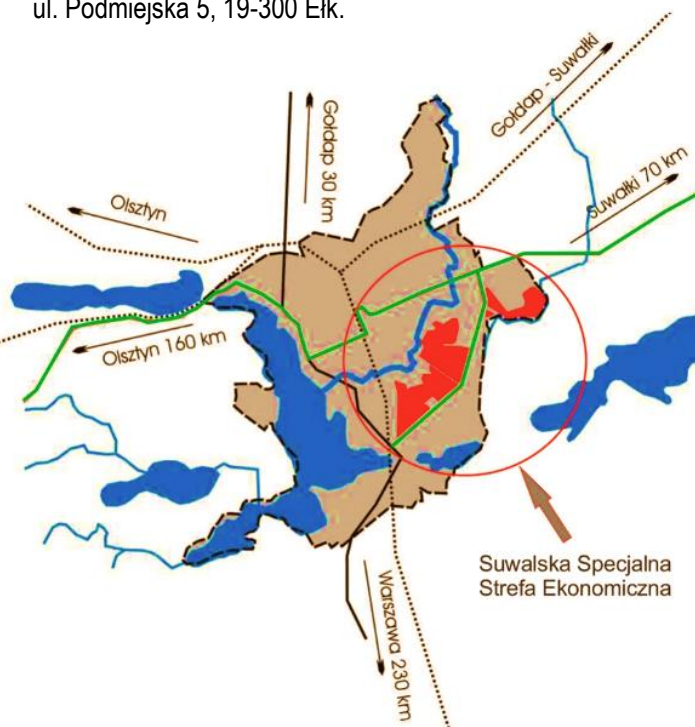 ul. Podmiejska 5, 19-300 Ełk.
Gołdap - Suwałki
Gołdap 30 km
Suwałki 70 km
Olsztyn
Olsztyn 160 km
Suwalska Specjalna
Strefa Ekonomiczna
Warszawa 230 km